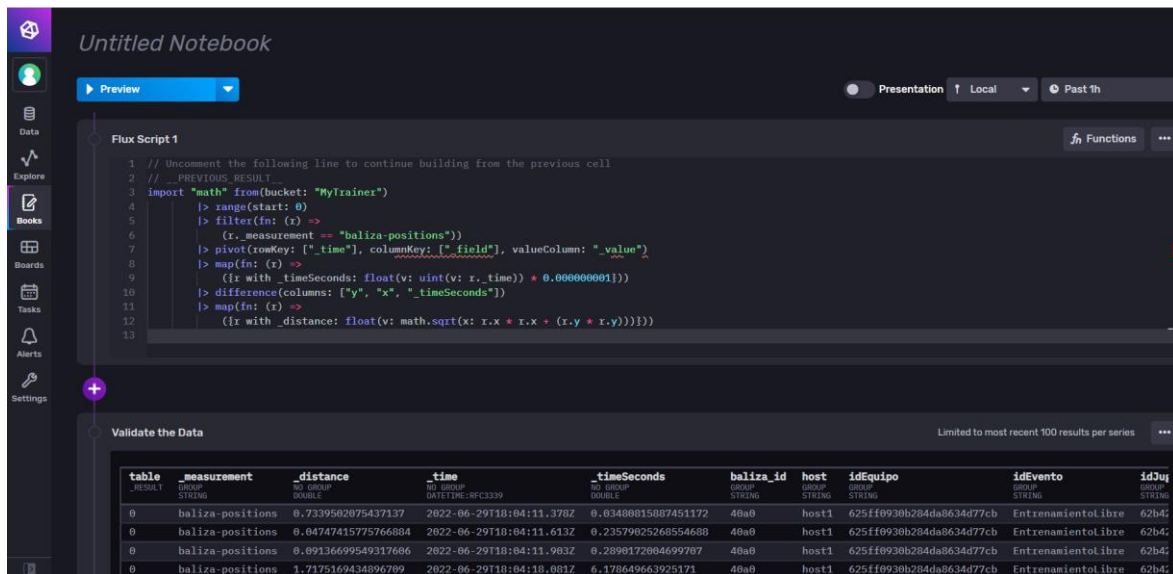 Untitled Notebook
Preview
Presentation
Local
Past 1h
Data
Explore
Books
Boards
Tasks
Alerts
Settings
Flux Script 1
Functions
1 // Uncomment the following line to continue building from the previous cell
2 // __PREVIOUS_RESULT__
3 import "math" from(bucket: "MyTrainer")
4 |> range(start: 0)
5 |> filter(fn: (r) =>
6 (r._measurement == "baliza-positions"))
7 |> pivot(rowKey: ["_time"], columnKey: ["_field"], valueColumn: "_value")
8 |> map(fn: (r) =>
9 ({r with _timeSeconds: float(v: uint(v: r._time)) * 0.000000001}))
10 |> difference(columns: ["y", "x", "_timeSeconds"])
11 |> map(fn: (r) =>
12 ({r with _distance: float(v: math.sqrt(x: r.x * r.x + (r.y * r.y)))}))
13
Validate the Data
Limited to most recent 100 results per series
table _measurement _distance _time _timeSeconds baliza_id host idEquipo idEvento idJug
_RESULT GROUP NO GROUP NO GROUP NO GROUP GROUP GROUP GROUP GROUP GROUP
STRING DOUBLE DATETIME:RFC3339 DOUBLE STRING STRING STRING STRING STRING
0 baliza-positions 0.7339502075437137 2022-06-29T18:04:11.378Z 0.03480815887451172 40a0 host1 625ff0930b284da8634d77cb EntrenamientoLibre 62b42
0 baliza-positions 0.04747415775766884 2022-06-29T18:04:11.613Z 0.23579025268554688 40a0 host1 625ff0930b284da8634d77cb EntrenamientoLibre 62b42
0 baliza-positions 0.09136699549317606 2022-06-29T18:04:11.903Z 0.2890172004699707 40a0 host1 625ff0930b284da8634d77cb EntrenamientoLibre 62b42
0 baliza-positions 1.7175169434896709 2022-06-29T18:04:18.081Z 6.178649663925171 40a0 host1 625ff0930b284da8634d77cb EntrenamientoLibre 62b42